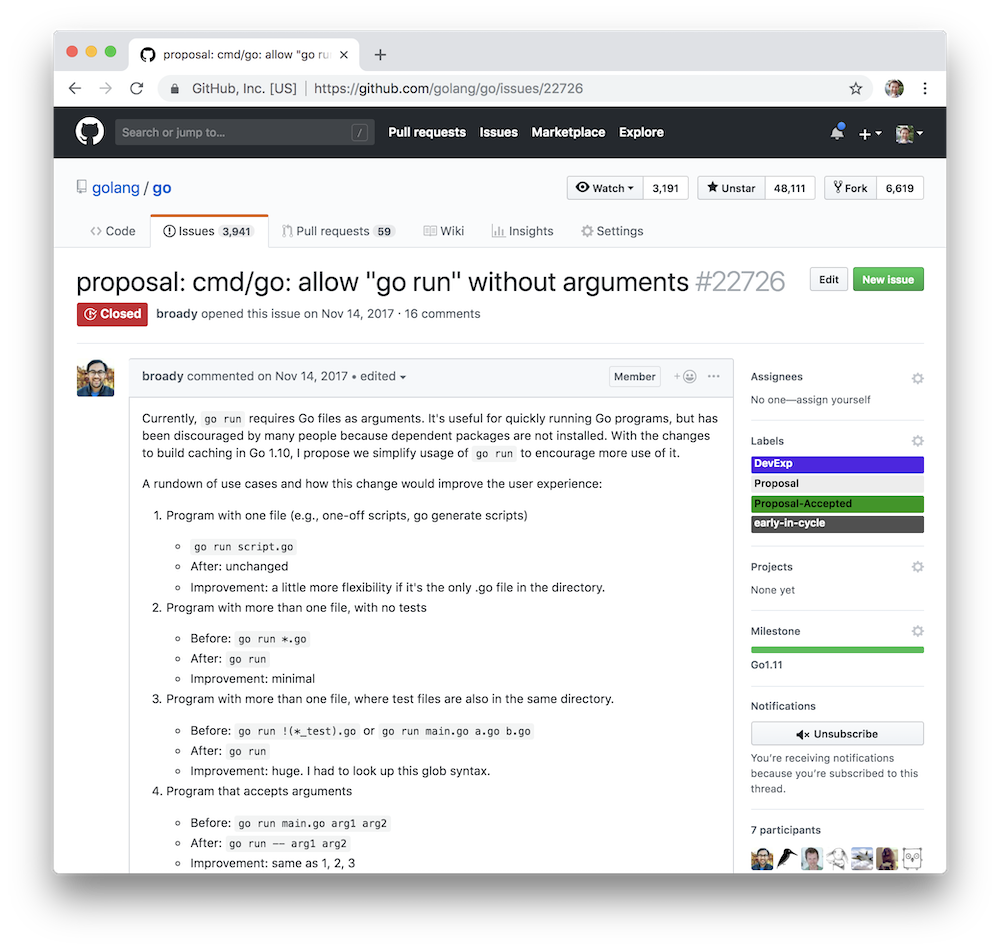 proposal: cmd/go: allow "go ru
GitHub, Inc. [US] https://github.com/golang/go/issues/22726
Search or jump to... / Pull requests Issues Marketplace Explore
golang / go Watch 3,191 Unstar 48,111 Fork 6,619
Code Issues 3,941 Pull requests 59 Wiki Insights Settings
proposal: cmd/go: allow "go run" without arguments #22726 Edit New issue
Closed broady opened this issue on Nov 14, 2017 · 16 comments
broady commented on Nov 14, 2017 • edited Member
Currently, go run requires Go files as arguments. It's useful for quickly running Go programs, but has
been discouraged by many people because dependent packages are not installed. With the changes
to build caching in Go 1.10, I propose we simplify usage of go run to encourage more use of it.
A rundown of use cases and how this change would improve the user experience:
1. Program with one file (e.g., one-off scripts, go generate scripts)
go run script.go
After: unchanged
Improvement: a little more flexibility if it's the only .go file in the directory.
2. Program with more than one file, with no tests
Before: go run *.go
After: go run
Improvement: minimal
3. Program with more than one file, where test files are also in the same directory.
Before: go run !(*_test).go or go run main.go a.go b.go
After: go run
Improvement: huge. I had to look up this glob syntax.
4. Program that accepts arguments
Before: go run main.go arg1 arg2
After: go run -- arg1 arg2
Improvement: same as 1, 2, 3
Assignees
No one—assign yourself
Labels
DevExp
Proposal
Proposal-Accepted
early-in-cycle
Projects
None yet
Milestone
Go1.11
Notifications
Unsubscribe
You're receiving notifications
because you're subscribed to this
thread.
7 participants